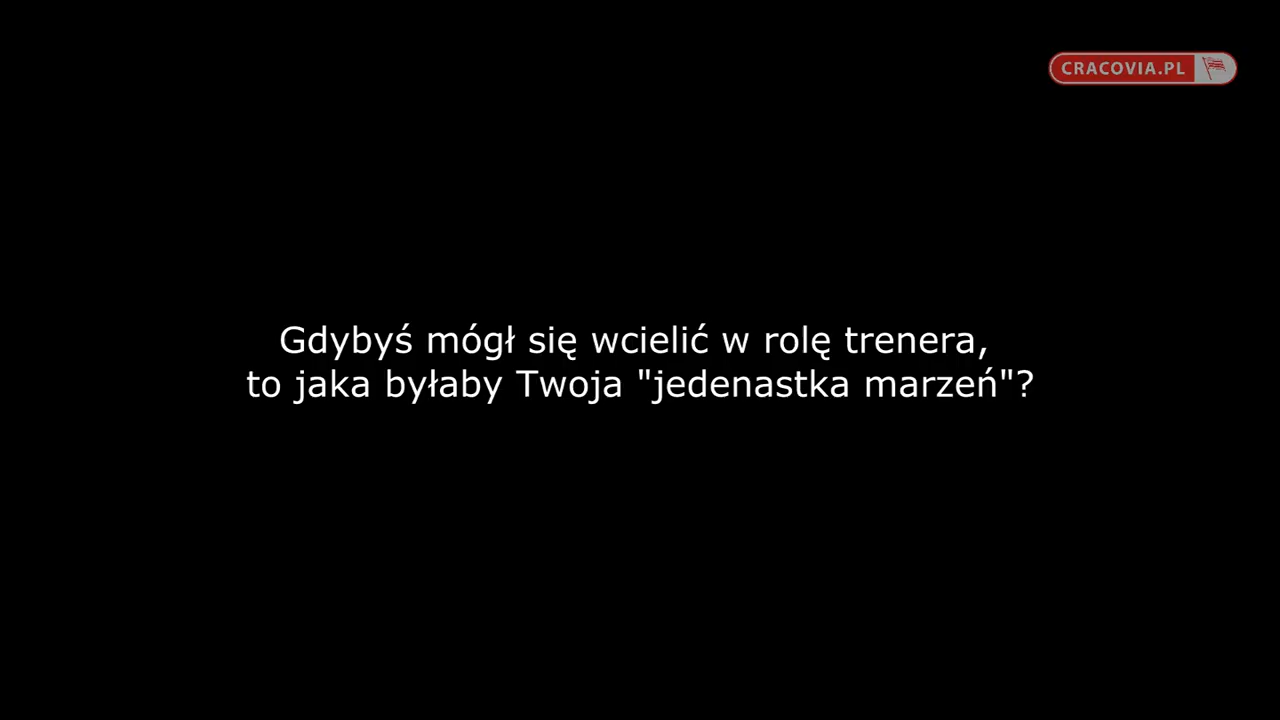 CRACOVIA.PL
Gdybyś mógł się wcielić w rolę trenera,
to jaka byłaby Twoja "jedenastka marzeń"?